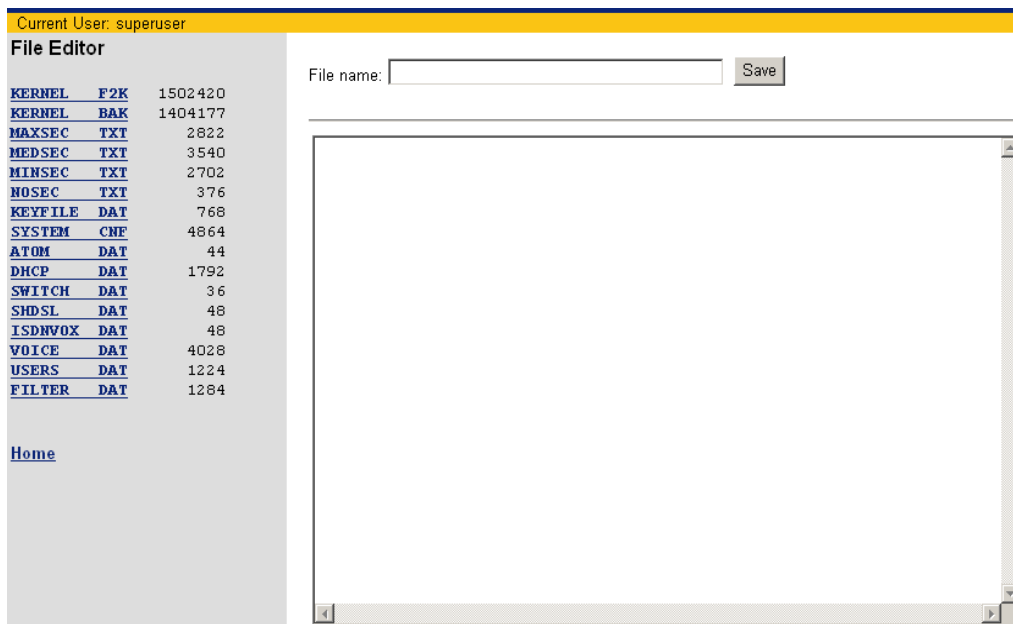 Current User: superuser
File Editor
File name: Save
KERNEL F2K 1502420
KERNEL BAK 1404177
MAXSEC TXT 2822
MEDSEC TXT 3540
MINSEC TXT 2702
NOSEC TXT 376
KEYFILE DAT 768
SYSTEM CNF 4864
ATOM DAT 44
DHCP DAT 1792
SWITCH DAT 36
SHDSL DAT 48
ISDNVOX DAT 48
VOICE DAT 4028
USERS DAT 1224
FILTER DAT 1284
Home